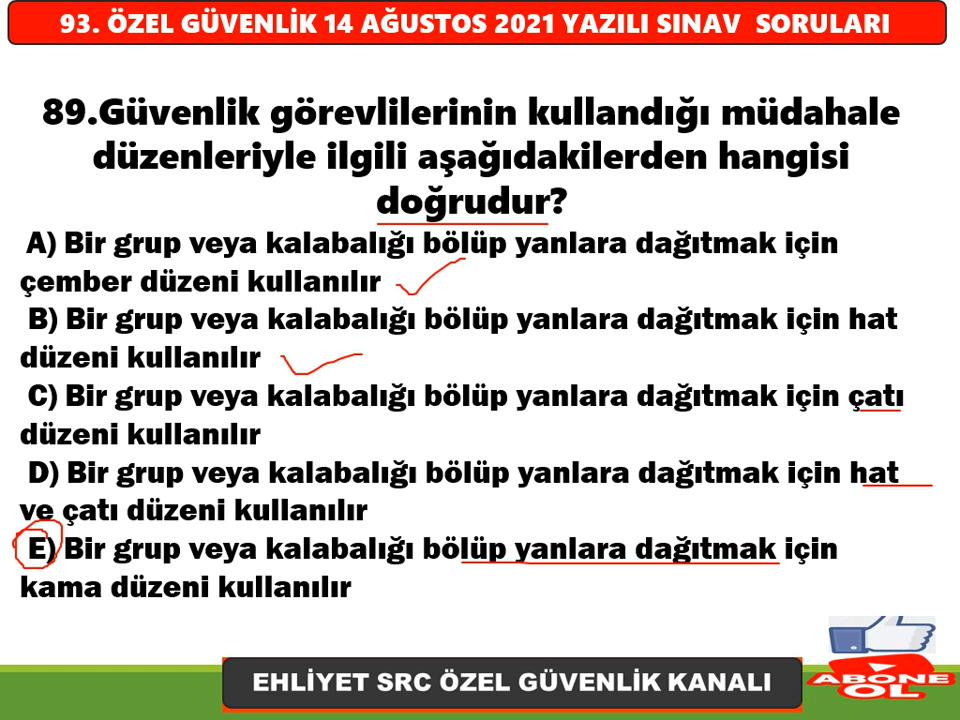 93. ÖZEL GÜVENLİK 14 AĞUSTOS 2021 YAZILI SINAV SORULARI
89.Güvenlik görevlilerinin kullandığı müdahale
düzenleriyle ilgili aşağıdakilerden hangisi
doğrudur?
A) Bir grup veya kalabalığı bölüp yanlara dağıtmak için
çember düzeni kullanılır
B) Bir grup veya kalabalığı bölüp yanlara dağıtmak için hat
düzeni kullanılır
C) Bir grup veya kalabalığı bölüp yanlara dağıtmak için çatı
düzeni kullanılır
D) Bir grup veya kalabalığı bölüp yanlara dağıtmak için hat
ve çatı düzeni kullanılır
E) Bir grup veya kalabalığı bölüp yanlara dağıtmak için
kama düzeni kullanılır
EHLİYET SRC ÖZEL GÜVENLİK KANALI
ABONE
OL